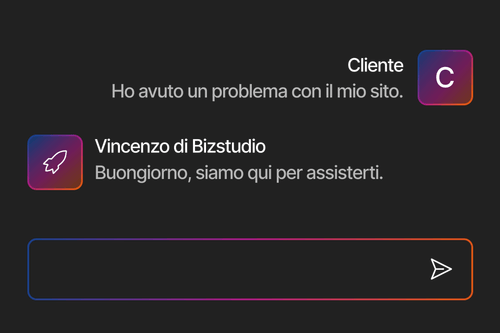 Cliente
Ho avuto un problema con il mio sito.
C
Vincenzo di Bizstudio
Buongiorno, siamo qui per assisterti.